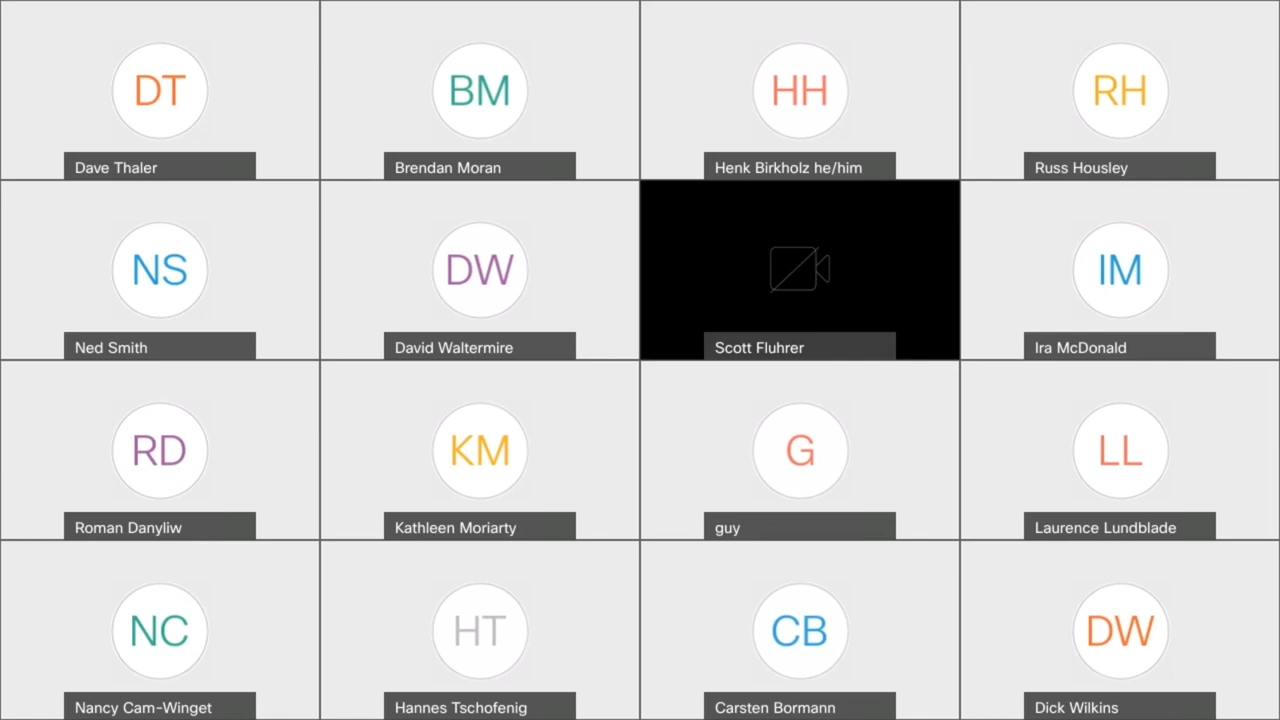 DT
Dave Thaler
BM
Brendan Moran
HH
Henk Birkholz he/him
RH
Russ Housley
NS
Ned Smith
DW
David Waltermire
Scott Fluhrer
IM
Ira McDonald
RD
Roman Danyliw
KM
Kathleen Moriarty
G
guy
LL
Laurence Lundblade
NC
Nancy Cam-Winget
HT
Hannes Tschofenig
CB
Carsten Bormann
DW
Dick Wilkins